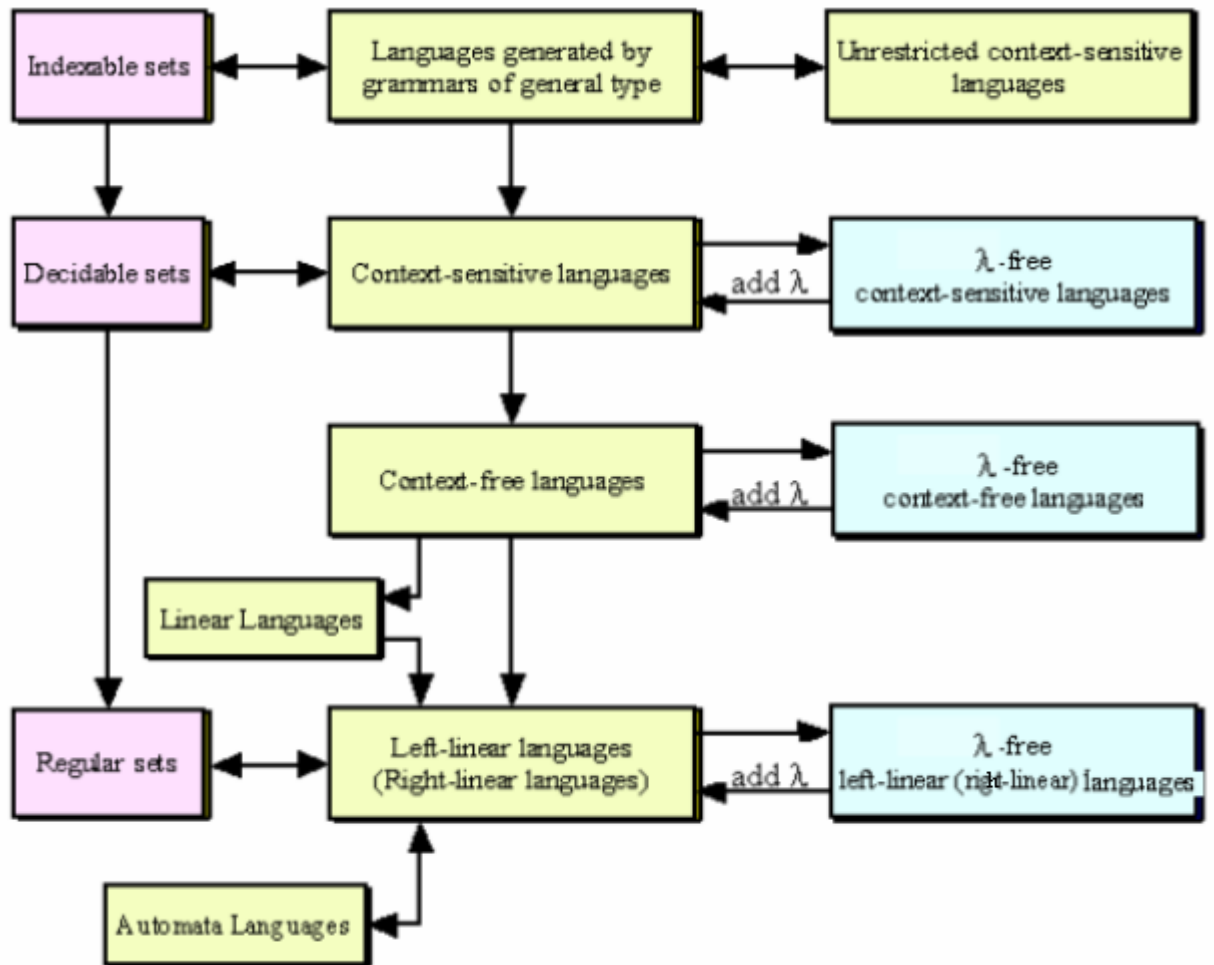 Indexable sets
Languages generated by
grammars of general type
Unrestricted context-sensitive
languages
Decidable sets
Context-sensitive languages
add λ
λ -free
context-sensitive languages
Context-free languages
add λ
λ -free
context-free languages
Linear Languages
Regular sets
Left-linear languages
(Right-linear languages)
add λ
λ -free
left-linear (right-linear) languages
Automata Languages